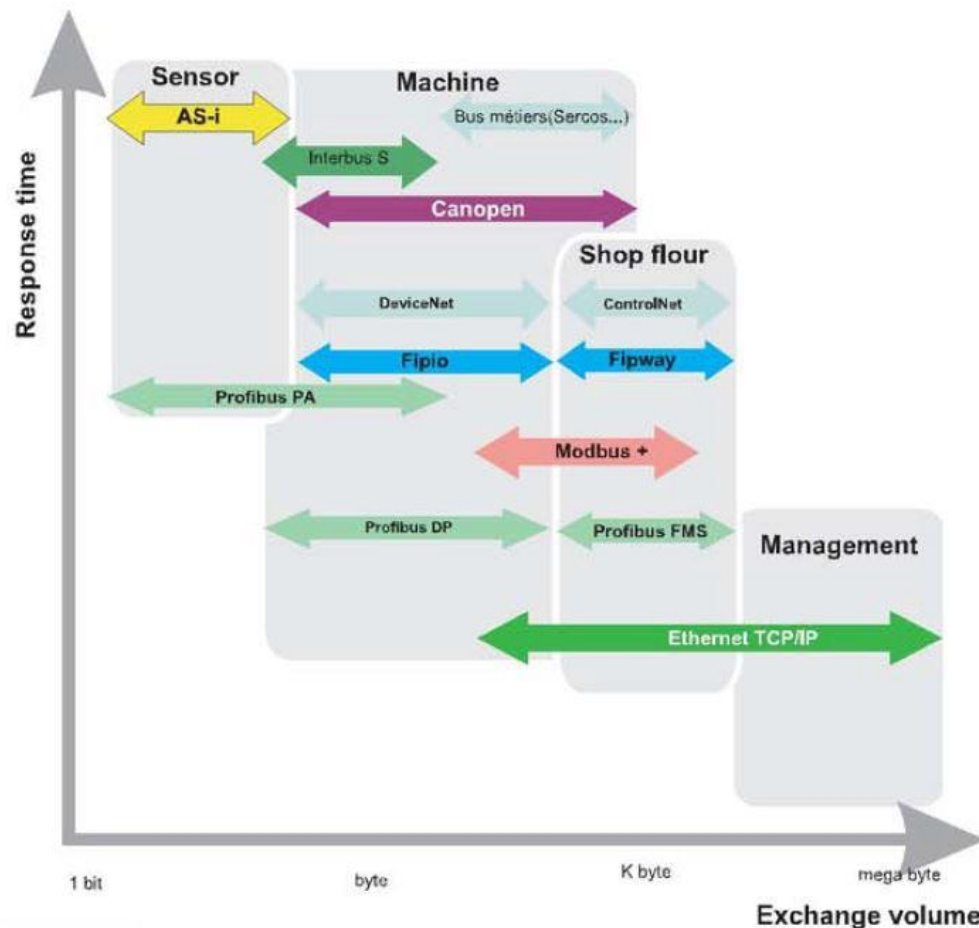 Sensor
Machine
AS-i
Bus métiers(Sercos...)
Interbus S
Canopen
Response time
Shop flour
DeviceNet
ControlNet
Fipio
Fipway
Profibus PA
Modbus +
Profibus DP
Profibus FMS
Management
Ethernet TCP/IP
1 bit
byte
K byte
mega byte
Exchange volume